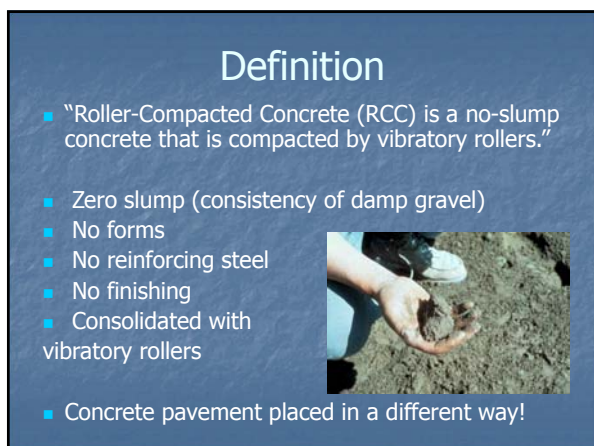 Definition
"Roller-Compacted Concrete (RCC) is a no-slump
concrete that is compacted by vibratory rollers."
Zero slump (consistency of damp gravel)
No forms
No reinforcing steel
No finishing
Consolidated with
vibratory rollers
Concrete pavement placed in a different way!